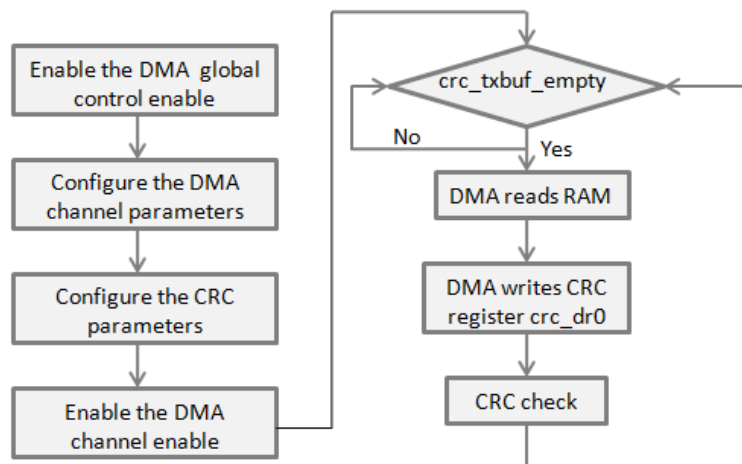 Enable the DMA global
control enable
Configure the DMA
channel parameters
Configure the CRC
parameters
Enable the DMA
channel enable
crc_txbuf_empty
No
Yes
DMA reads RAM
DMA writes CRC
register crc_dr0
CRC check